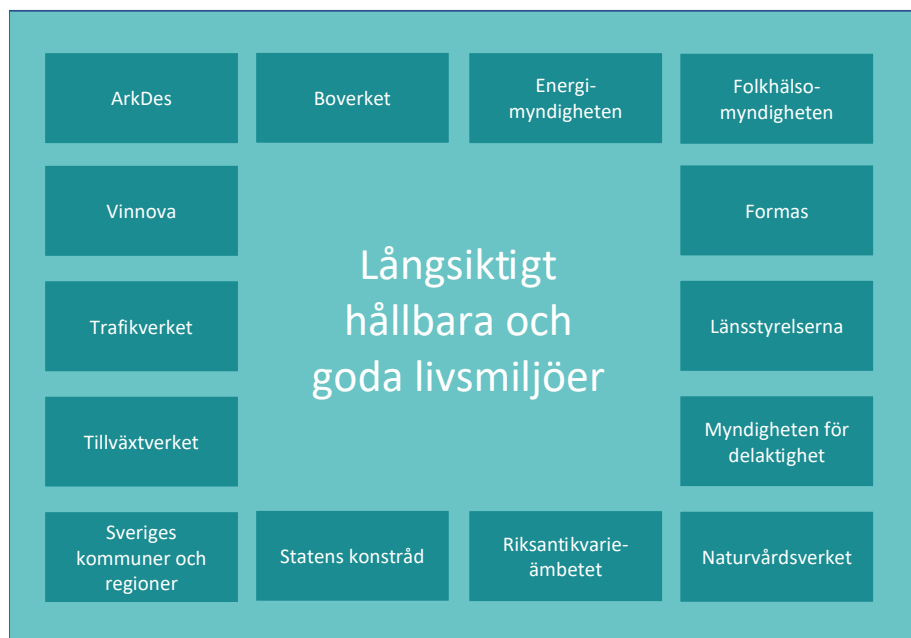 ArkDes
Boverket
Energi-
myndigheten
Folkhälso-
myndigheten
Vinnova
Formas
Långsiktigt
hållbara och
goda livsmiljöer
Trafikverket
Länsstyrelserna
Tillväxtverket
Myndigheten för
delaktighet
Sveriges
kommuner och
regioner
Statens konstråd
Riksantikvarie-
ämbetet
Naturvårdsverket